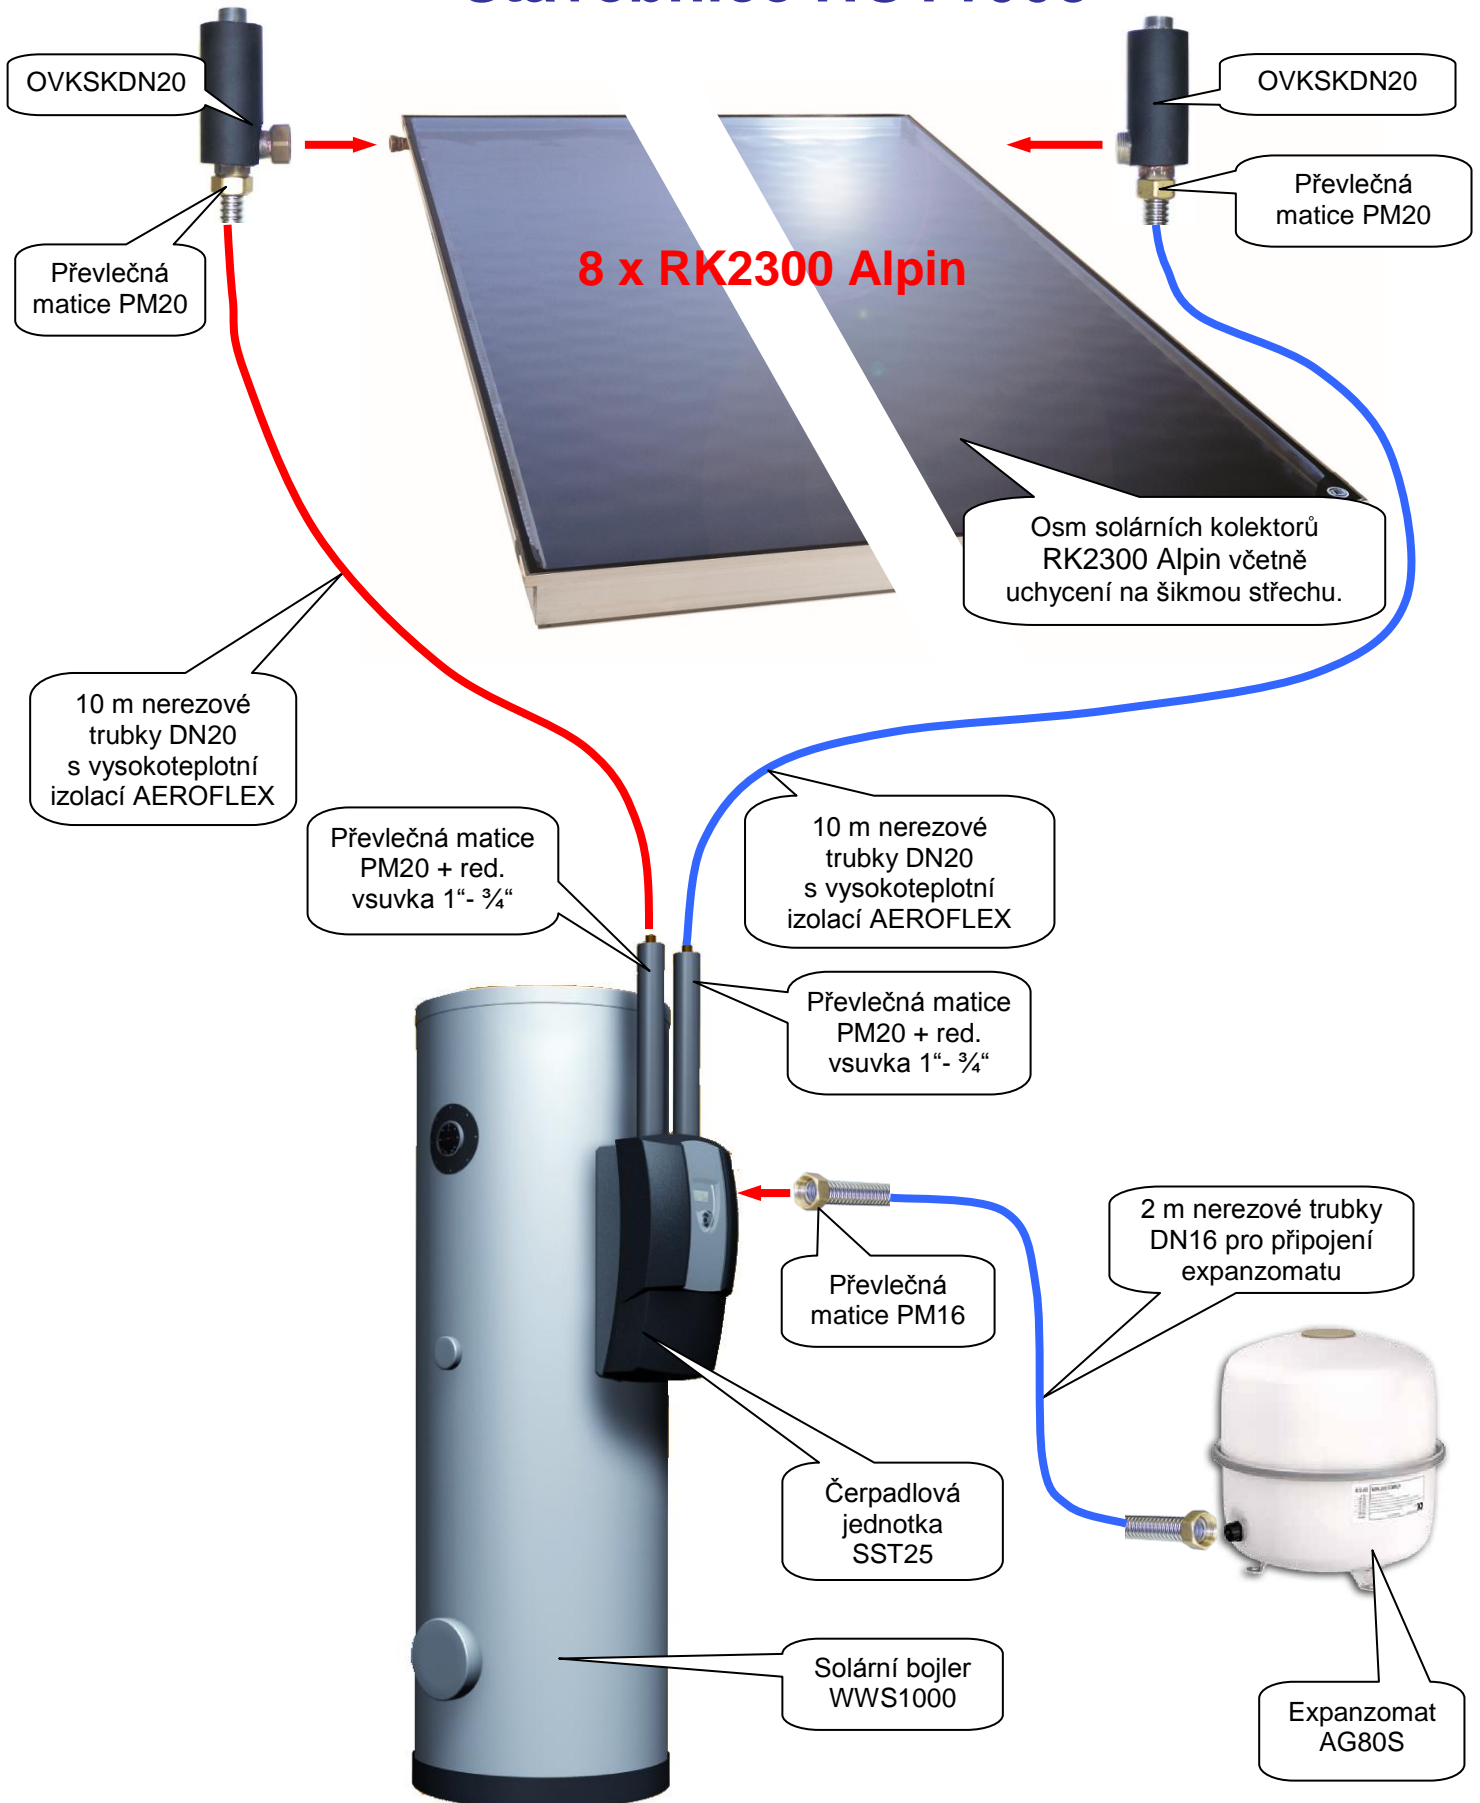 OVKSKDN20
OVKSKDN20
Převlečná
matice PM20
Převlečná
matice PM20
8 x RK2300 Alpin
Osm solárních kolektorů
RK2300 Alpin včetně
uchycení na šikmou střechu.
10 m nerezové
trubky DN20
s vysokoteplotní
izolací AEROFLEX
Převlečná matice
PM20 + red.
vsuvka 1“- ¾“
10 m nerezové
trubky DN20
s vysokoteplotní
izolací AEROFLEX
Převlečná matice
PM20 + red.
vsuvka 1“- ¾“
2 m nerezové trubky
DN16 pro připojení
expanzomatu
Převlečná
matice PM16
Čerpadlová
jednotka
SST25
Solární bojler
WWS1000
Expanzomat
AG80S